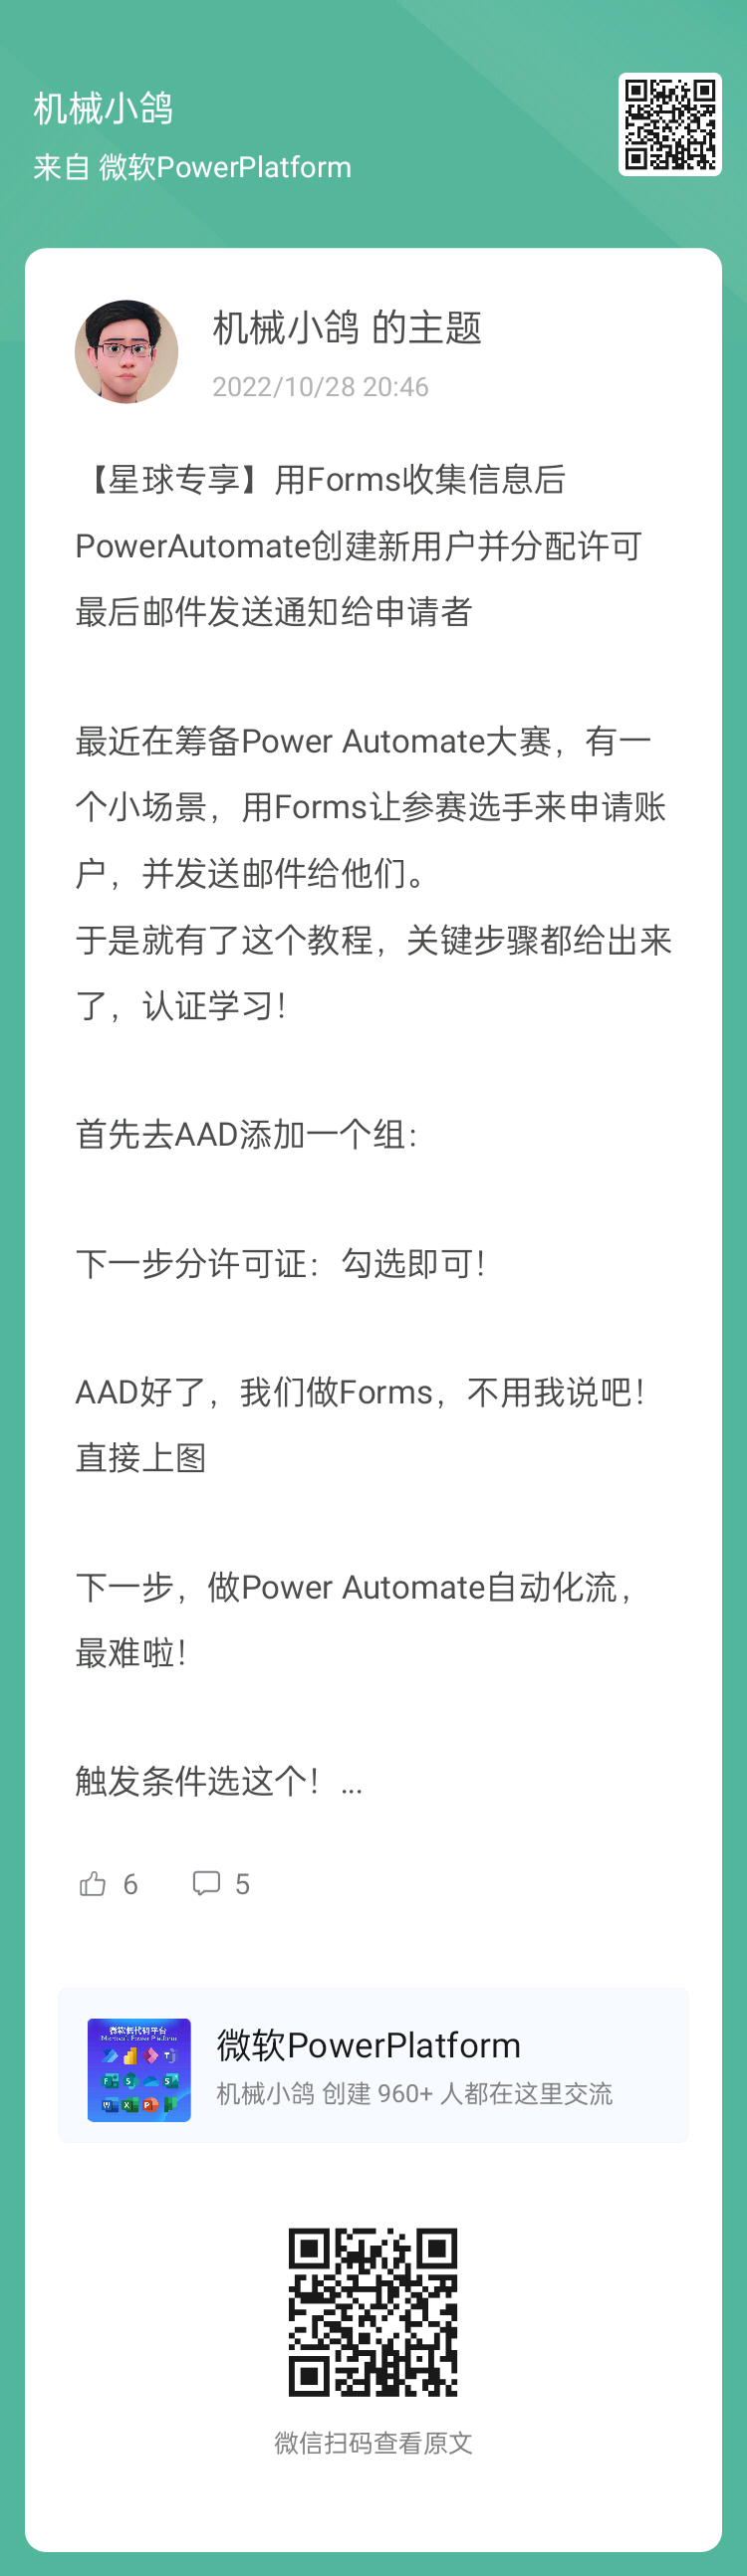 机械小鸽
来自 微软PowerPlatform
机械小鸽 的主题
2022/10/28 20:46
【星球专享】用Forms收集信息后
PowerAutomate创建新用户并分配许可
最后邮件发送通知给申请者
最近在筹备Power Automate大赛，有一
个小场景，用Forms让参赛选手来申请账
户，并发送邮件给他们。
于是就有了这个教程，关键步骤都给出来
了，认证学习！
首先去AAD添加一个组：
下一步分许可证：勾选即可！
AAD好了，我们做Forms，不用我说吧！
直接上图
下一步，做Power Automate自动化流，
最难啦！
触发条件选这个！...
6 5
微软低代码平台
Microsoft Power Platform
微软PowerPlatform
机械小鸽 创建 960+ 人都在这里交流
微信扫码查看原文